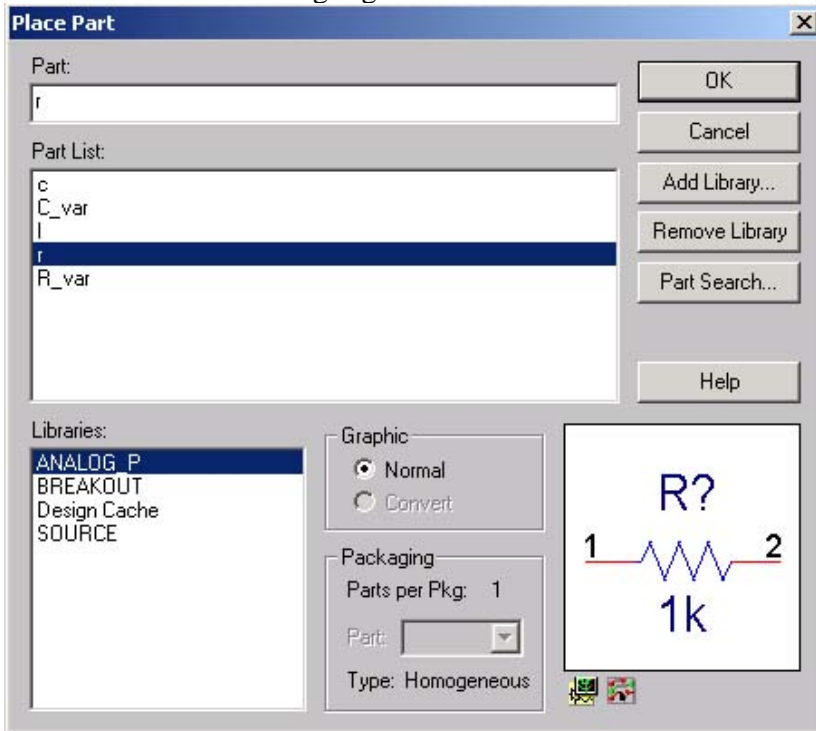 Place Part
Part:
r
Part List:
c
C_var
l
r
R_var
OK
Cancel
Add Library...
Remove Library
Part Search...
Help
Libraries:
ANALOG_P
BREAKOUT
Design Cache
SOURCE
Graphic
Normal
Convert
Packaging
Parts per Pkg: 1
Part:
Type: Homogeneous
R?
1 2
1k